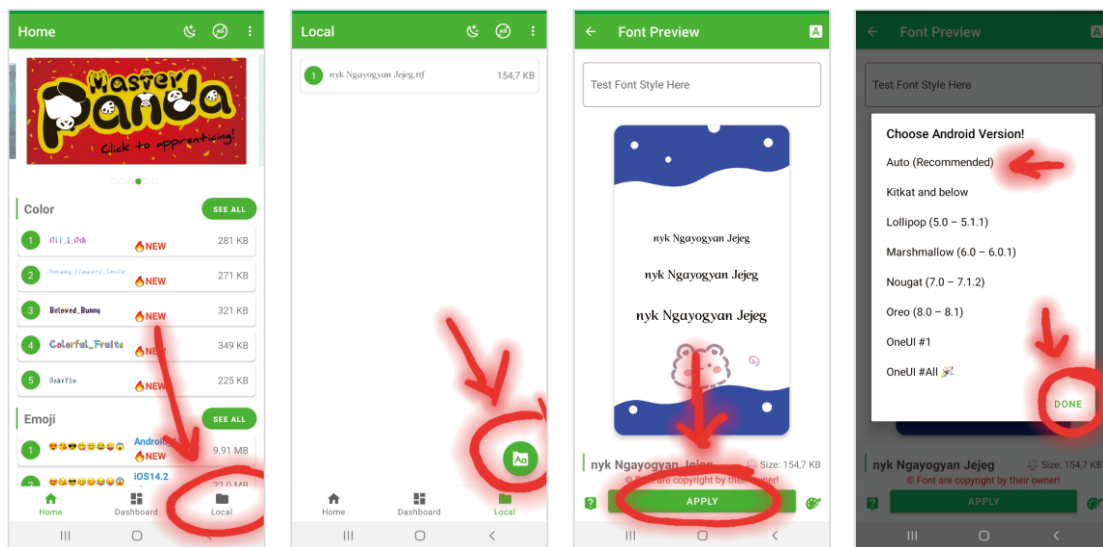 Home
Master
Panda
Click to apprenticing!
Color
SEE ALL
1 All_I_Ash NEW 281 KB
2 Among_Flowers_Smile NEW 271 KB
3 Beloved_Bunny NEW 321 KB
4 Colorful_Fruits NEW 349 KB
5 DearYou NEW 225 KB
Emoji
SEE ALL
1 NEW 9.91 MB
2 iOS14.2 22.0 MB
Home Dashboard Local
Local
1 nyk Ngayogyan Jejeg.ttf 154,7 KB
Aa
Home Dashboard Local
Font Preview A
Test Font Style Here
nyk Ngayogyan Jejeg
nyk Ngayogyan Jejeg
nyk Ngayogyan Jejeg
nyk Ngayogyan Jejeg Size: 154,7 KB
© Font are copyright by their owner!
? APPLY
Font Preview A
Test Font Style Here
Choose Android Version!
Auto (Recommended)
Kitkat and below
Lollipop (5.0 – 5.1.1)
Marshmallow (6.0 – 6.0.1)
Nougat (7.0 – 7.1.2)
Oreo (8.0 – 8.1)
OneUI #1
OneUI #All 🎉
DONE
nyk Ngayogyan Jejeg Size: 154,7 KB
© Font are copyright by their owner!
? APPLY